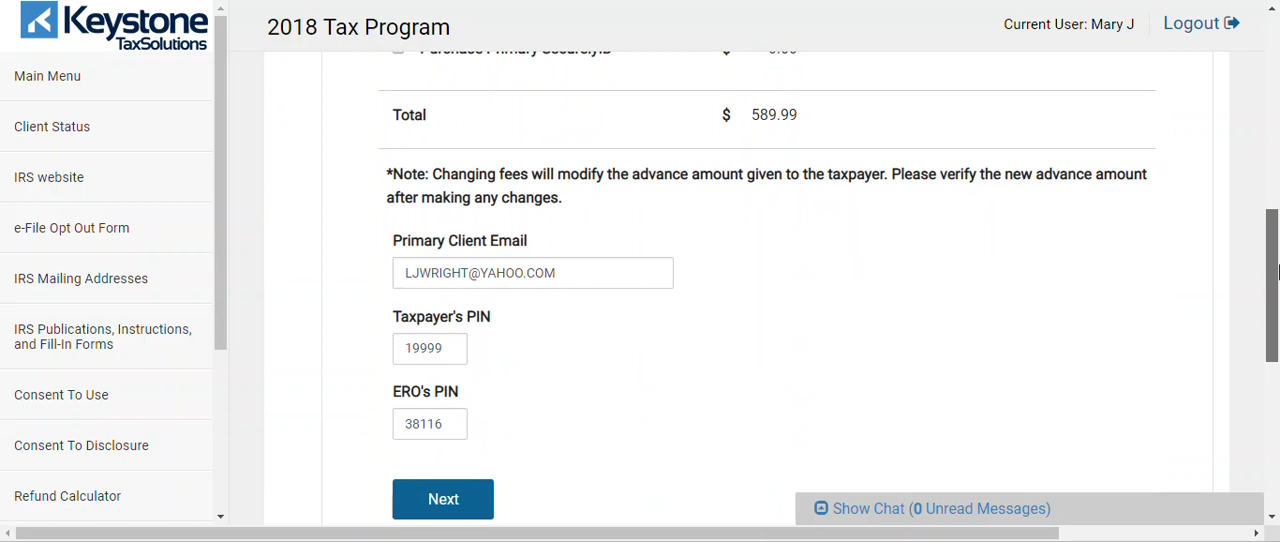 Keystone
TaxSolutions
2018 Tax Program
Current User: Mary J
Logout
Main Menu
Client Status
IRS website
e-File Opt Out Form
IRS Mailing Addresses
IRS Publications, Instructions,
and Fill-In Forms
Consent To Use
Consent To Disclosure
Refund Calculator
$
Total $ 589.99
*Note: Changing fees will modify the advance amount given to the taxpayer. Please verify the new advance amount
after making any changes.
Primary Client Email
LJWRIGHT@YAHOO.COM
Taxpayer's PIN
19999
ERO's PIN
38116
Next
Show Chat (0 Unread Messages)